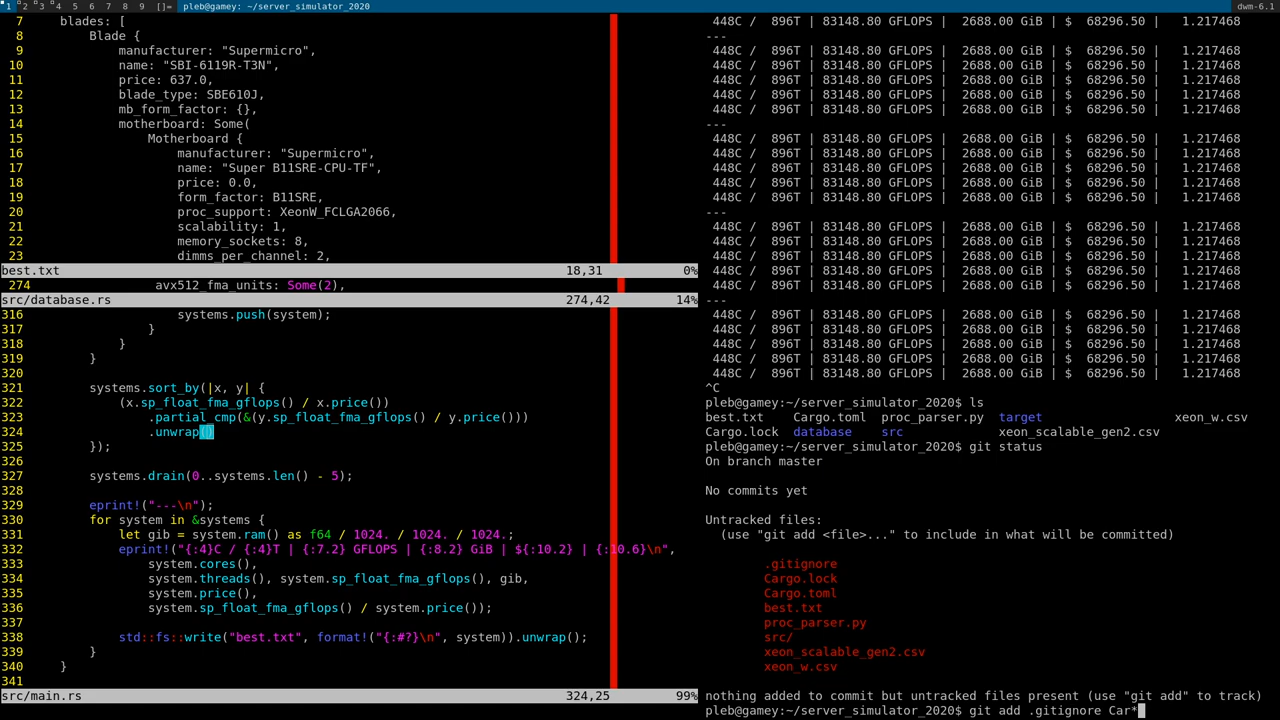 1 2 3 4 5 6 7 8 9 []= pleb@gamey: ~/server_simulator_2020 dwm-6.1
7     blades: [
8         Blade {
9             manufacturer: "Supermicro",
10             name: "SBI-6119R-T3N",
11             price: 637.0,
12             blade_type: SBE610J,
13             mb_form_factor: {},
14             motherboard: Some(
15                 Motherboard {
16                     manufacturer: "Supermicro",
17                     name: "Super B11SRE-CPU-TF",
18                     price: 0.0,
19                     form_factor: B11SRE,
20                     proc_support: XeonW_FCLGA2066,
21                     scalability: 1,
22                     memory_sockets: 8,
23                     dimms_per_channel: 2,
best.txt 18,31 0%
274                 avx512_fma_units: Some(2),
src/database.rs 274,42 14%
316                     systems.push(system);
317                 }
318             }
319         }
320
321         systems.sort_by(|x, y| {
322             (x.sp_float_fma_gflops() / x.price())
323                 .partial_cmp(&(y.sp_float_fma_gflops() / y.price()))
324                 .unwrap()
325         });
326
327         systems.drain(0..systems.len() - 5);
328
329         eprint!("---\n");
330         for system in &systems {
331             let gib = system.ram() as f64 / 1024. / 1024. / 1024.;
332             eprint!("{:4}C / {:4}T | {:7.2} GFLOPS | {:8.2} GiB | ${:10.2} | {:10.6}\n",
333                 system.cores(),
334                 system.threads(), system.sp_float_fma_gflops(), gib,
335                 system.price(),
336                 system.sp_float_fma_gflops() / system.price());
337
338             std::fs::write("best.txt", format!("{:#?}\n", system)).unwrap();
339         }
340     }
341
src/main.rs 324,25 99%
448C /  896T | 83148.80 GFLOPS |  2688.00 GiB | $  68296.50 |   1.217468
---
448C /  896T | 83148.80 GFLOPS |  2688.00 GiB | $  68296.50 |   1.217468
448C /  896T | 83148.80 GFLOPS |  2688.00 GiB | $  68296.50 |   1.217468
448C /  896T | 83148.80 GFLOPS |  2688.00 GiB | $  68296.50 |   1.217468
448C /  896T | 83148.80 GFLOPS |  2688.00 GiB | $  68296.50 |   1.217468
448C /  896T | 83148.80 GFLOPS |  2688.00 GiB | $  68296.50 |   1.217468
---
448C /  896T | 83148.80 GFLOPS |  2688.00 GiB | $  68296.50 |   1.217468
448C /  896T | 83148.80 GFLOPS |  2688.00 GiB | $  68296.50 |   1.217468
448C /  896T | 83148.80 GFLOPS |  2688.00 GiB | $  68296.50 |   1.217468
448C /  896T | 83148.80 GFLOPS |  2688.00 GiB | $  68296.50 |   1.217468
448C /  896T | 83148.80 GFLOPS |  2688.00 GiB | $  68296.50 |   1.217468
---
448C /  896T | 83148.80 GFLOPS |  2688.00 GiB | $  68296.50 |   1.217468
448C /  896T | 83148.80 GFLOPS |  2688.00 GiB | $  68296.50 |   1.217468
448C /  896T | 83148.80 GFLOPS |  2688.00 GiB | $  68296.50 |   1.217468
448C /  896T | 83148.80 GFLOPS |  2688.00 GiB | $  68296.50 |   1.217468
448C /  896T | 83148.80 GFLOPS |  2688.00 GiB | $  68296.50 |   1.217468
---
448C /  896T | 83148.80 GFLOPS |  2688.00 GiB | $  68296.50 |   1.217468
448C /  896T | 83148.80 GFLOPS |  2688.00 GiB | $  68296.50 |   1.217468
448C /  896T | 83148.80 GFLOPS |  2688.00 GiB | $  68296.50 |   1.217468
448C /  896T | 83148.80 GFLOPS |  2688.00 GiB | $  68296.50 |   1.217468
448C /  896T | 83148.80 GFLOPS |  2688.00 GiB | $  68296.50 |   1.217468
^C
pleb@gamey:~/server_simulator_2020$ ls
best.txt    Cargo.toml  proc_parser.py  target                xeon_w.csv
Cargo.lock  database    src             xeon_scalable_gen2.csv
pleb@gamey:~/server_simulator_2020$ git status
On branch master

No commits yet

Untracked files:
  (use "git add <file>..." to include in what will be committed)

        .gitignore
        Cargo.lock
        Cargo.toml
        best.txt
        proc_parser.py
        src/
        xeon_scalable_gen2.csv
        xeon_w.csv

nothing added to commit but untracked files present (use "git add" to track)
pleb@gamey:~/server_simulator_2020$ git add .gitignore Car*